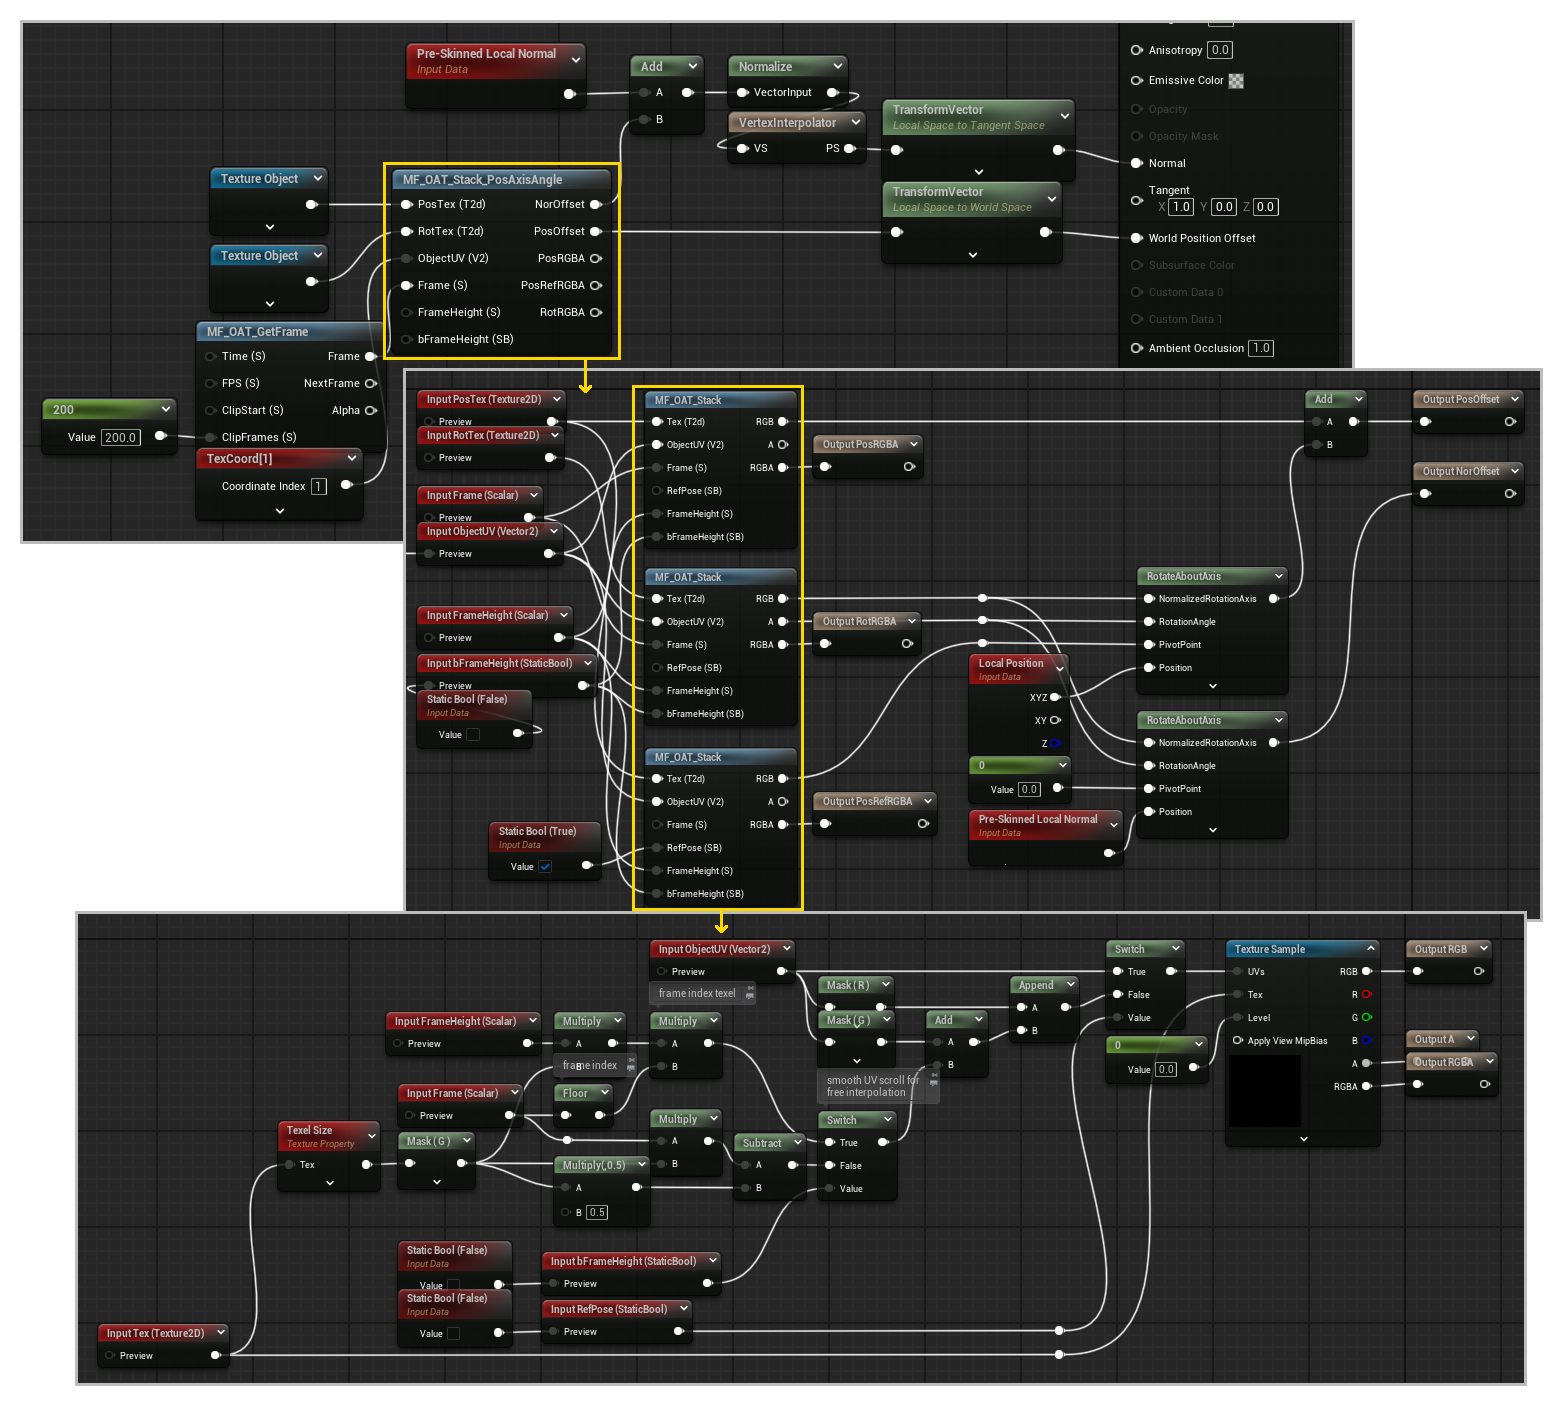 Pre-Skinned Local Normal
Input Data
Add
A
B
Normalize
VectorInput
VertexInterpolator
VS PS
TransformVector
Local Space to Tangent Space
TransformVector
Local Space to World Space
Anisotropy 0.0
Emissive Color
Opacity
Opacity Mask
Normal
Tangent
X 1.0 Y 0.0 Z 0.0
World Position Offset
Subsurface Color
Custom Data 0
Custom Data 1
Ambient Occlusion 1.0
Texture Object
Texture Object
MF_OAT_Stack_PosAxisAngle
PosTex (T2d) NorOffset
RotTex (T2d) PosOffset
ObjectUV (V2) PosRGBA
Frame (S) PosRefRGBA
FrameHeight (S) RotRGBA
bFrameHeight (SB)
MF_OAT_GetFrame
Time (S) Frame
FPS (S) NextFrame
ClipStart (S) Alpha
ClipFrames (S)
200
Value 200.0
TexCoord[1]
Coordinate Index 1
Input PosTex (Texture2D)
Preview
Input RotTex (Texture2D)
Preview
Input Frame (Scalar)
Preview
Input ObjectUV (Vector2)
Preview
Input FrameHeight (Scalar)
Preview
Input bFrameHeight (StaticBool)
Preview
Static Bool (False)
Input Data
Value
Static Bool (True)
Input Data
Value
MF_OAT_Stack
Tex (T2d) RGB
ObjectUV (V2) A
Frame (S) RGBA
RefPose (SB)
FrameHeight (S)
bFrameHeight (SB)
MF_OAT_Stack
Tex (T2d) RGB
ObjectUV (V2) A
Frame (S) RGBA
RefPose (SB)
FrameHeight (S)
bFrameHeight (SB)
MF_OAT_Stack
Tex (T2d) RGB
ObjectUV (V2) A
Frame (S) RGBA
RefPose (SB)
FrameHeight (S)
bFrameHeight (SB)
Output PosRGBA
Output RotRGBA
Output PosRefRGBA
Local Position
Input Data
XYZ
XY
Z
0
Value 0.0
Pre-Skinned Local Normal
Input Data
Add
A
B
Output PosOffset
Output NorOffset
RotateAboutAxis
NormalizedRotationAxis
RotationAngle
PivotPoint
Position
RotateAboutAxis
NormalizedRotationAxis
RotationAngle
PivotPoint
Position
Input ObjectUV (Vector2)
Preview
frame index texel
Input FrameHeight (Scalar)
Preview
Multiply
A
B
frame index
Multiply
A
B
Input Frame (Scalar)
Preview
Floor
Texel Size
Texture Property
Tex
Mask ( G )
Multiply
A
B
Multiply(,0.5)
A
B 0.5
Subtract
A
B
Mask ( R )
Mask ( G )
smooth UV scroll for
free interpolation
Switch
True
False
Value
Add
A
B
Append
A
B
Switch
True
False
Value
0
Value 0.0
Texture Sample
UVs RGB
Tex R
Level G
Apply View MipBias B
A
RGBA
Output RGB
Output A
Output RGBA
Static Bool (False)
Input Data
Value
Static Bool (False)
Input Data
Value
Input bFrameHeight (StaticBool)
Preview
Input RefPose (StaticBool)
Preview
Input Tex (Texture2D)
Preview